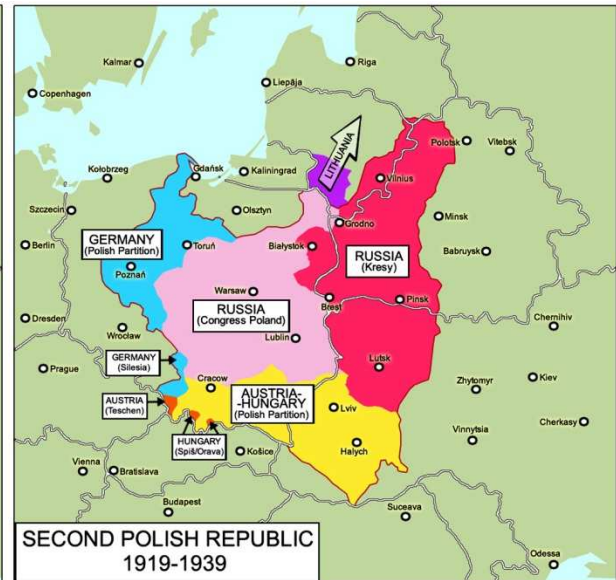 Kalmar
Riga
Copenhagen
Liepāja
LITHUANIA
Polotsk
Vitebsk
Kołobrzeg
Gdańsk
Kaliningrad
Vilnius
Szczecin
Olsztyn
Grodno
Minsk
Berlin
GERMANY
(Polish Partition)
Toruń
Białystok
RUSSIA
(Kresy)
Babruysk
Poznań
Warsaw
RUSSIA
(Congress Poland)
Brest
Pinsk
Dresden
Wrocław
Lublin
Chernihiv
GERMANY
(Silesia)
Prague
Lutsk
Zhytomyr
Kiev
AUSTRIA
(Teschen)
Cracow
AUSTRIA-
-HUNGARY
(Polish Partition)
Lviv
Cherkasy
HUNGARY
(Spiš/Orava)
Košice
Halych
Vinnytsia
Vienna
Bratislava
Budapest
Suceava
Odessa
SECOND POLISH REPUBLIC
1919-1939